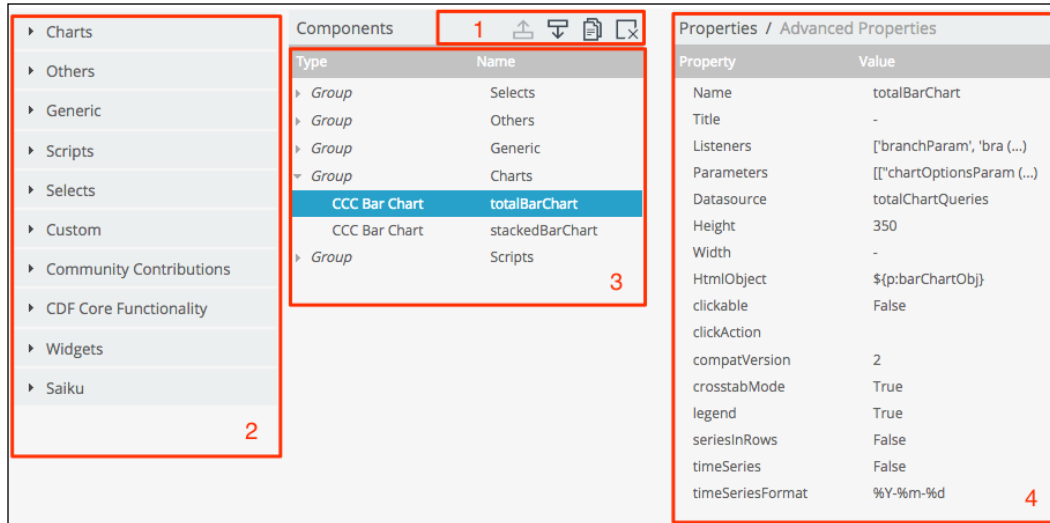 Charts
Others
Generic
Scripts
Selects
Custom
Community Contributions
CDF Core Functionality
Widgets
Saiku
2
Components 1
Type Name
Group Selects
Group Others
Group Generic
Group Charts
CCC Bar Chart totalBarChart
CCC Bar Chart stackedBarChart
Group Scripts
3
Properties / Advanced Properties
Property Value
Name totalBarChart
Title -
Listeners ['branchParam', 'bra (...)
Parameters [["chartOptionsParam (...)
Datasource totalChartQueries
Height 350
Width -
HtmlObject ${p:barChartObj}
clickable False
clickAction
compatVersion 2
crosstabMode True
legend True
seriesInRows False
timeSeries False
timeSeriesFormat %Y-%m-%d
4